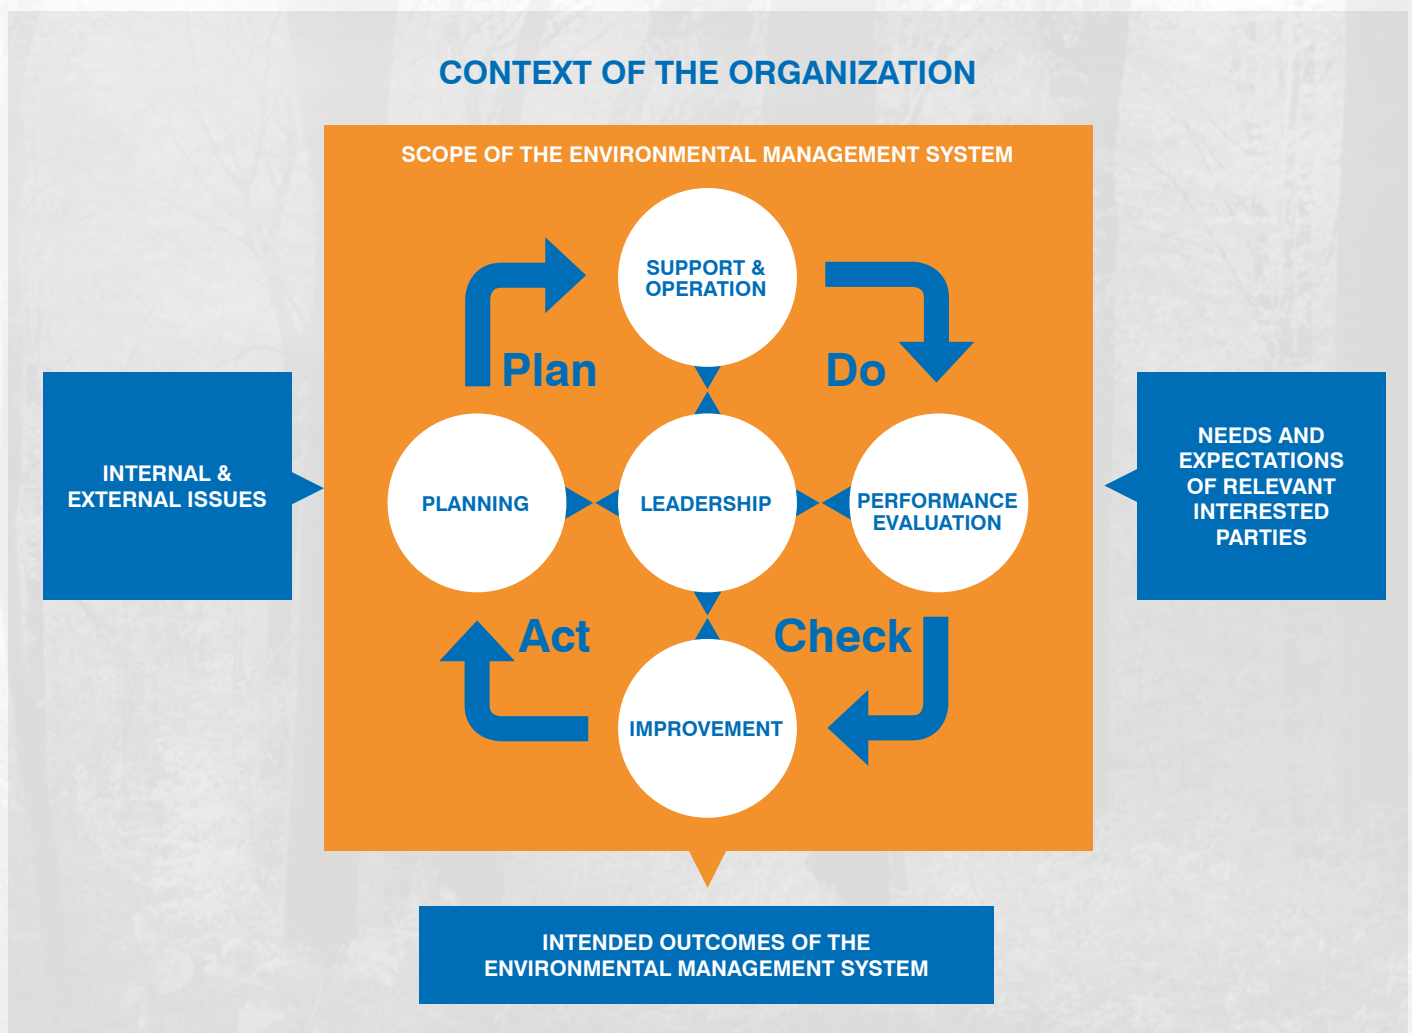 CONTEXT OF THE ORGANIZATION
SCOPE OF THE ENVIRONMENTAL MANAGEMENT SYSTEM
SUPPORT &
OPERATION
Plan
Do
INTERNAL &
EXTERNAL ISSUES
PLANNING
LEADERSHIP
PERFORMANCE
EVALUATION
NEEDS AND
EXPECTATIONS
OF RELEVANT
INTERESTED
PARTIES
Act
Check
IMPROVEMENT
INTENDED OUTCOMES OF THE
ENVIRONMENTAL MANAGEMENT SYSTEM